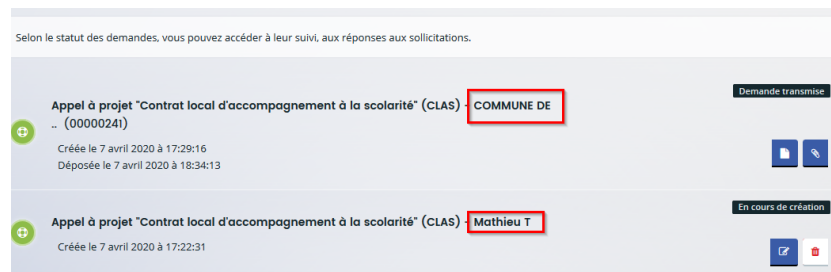 Selon le statut des demandes, vous pouvez accéder à leur suivi, aux réponses aux sollicitations.
Demande transmise
Appel à projet "Contrat local d'accompagnement à la scolarité" (CLAS) - COMMUNE DE
.. (00000241)
Créée le 7 avril 2020 à 17:29:16
Déposée le 7 avril 2020 à 18:34:13
En cours de création
Appel à projet "Contrat local d'accompagnement à la scolarité" (CLAS) - Mathieu T
Créée le 7 avril 2020 à 17:22:31